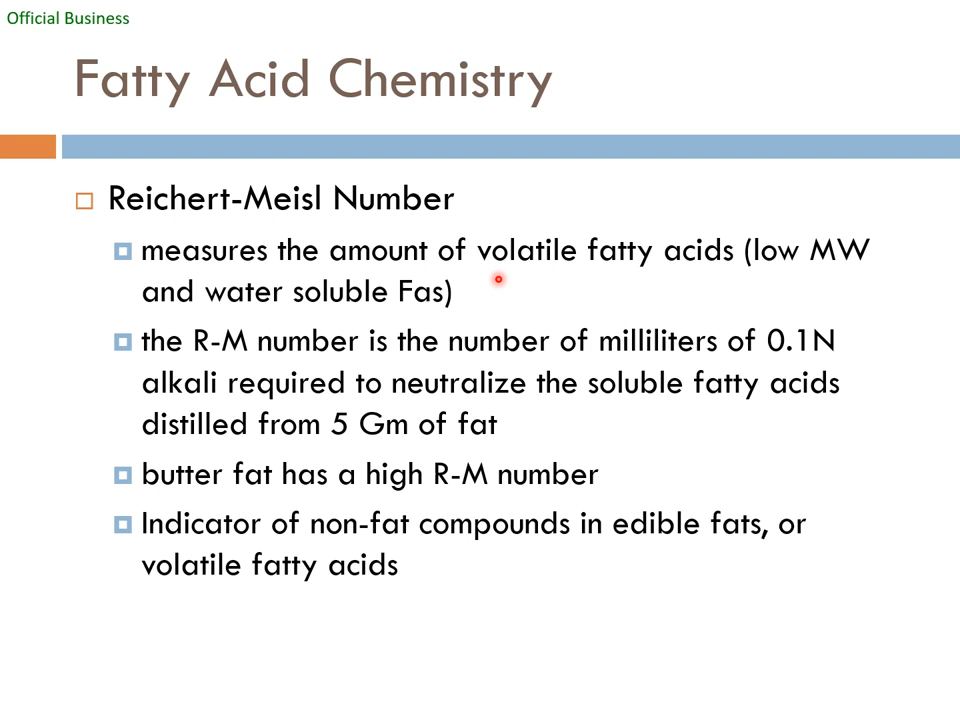 Official Business
Fatty Acid Chemistry
Reichert-Meisl Number
measures the amount of volatile fatty acids (low MW
and water soluble Fas)
the R-M number is the number of milliliters of 0.1N
alkali required to neutralize the soluble fatty acids
distilled from 5 Gm of fat
butter fat has a high R-M number
Indicator of non-fat compounds in edible fats, or
volatile fatty acids